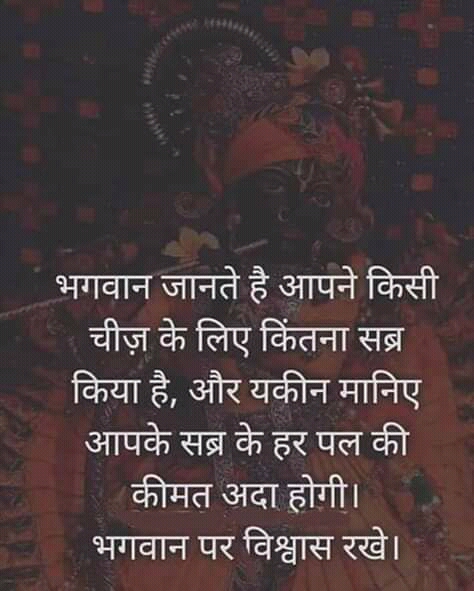 भगवान जानते है आपने किसी
चीज़ के लिए किंतना सब्र
किया है, और यकीन मानिए
आपके सब्र के हर पल की
कीमत अदा होगी।
भगवान पर विश्वास रखे।